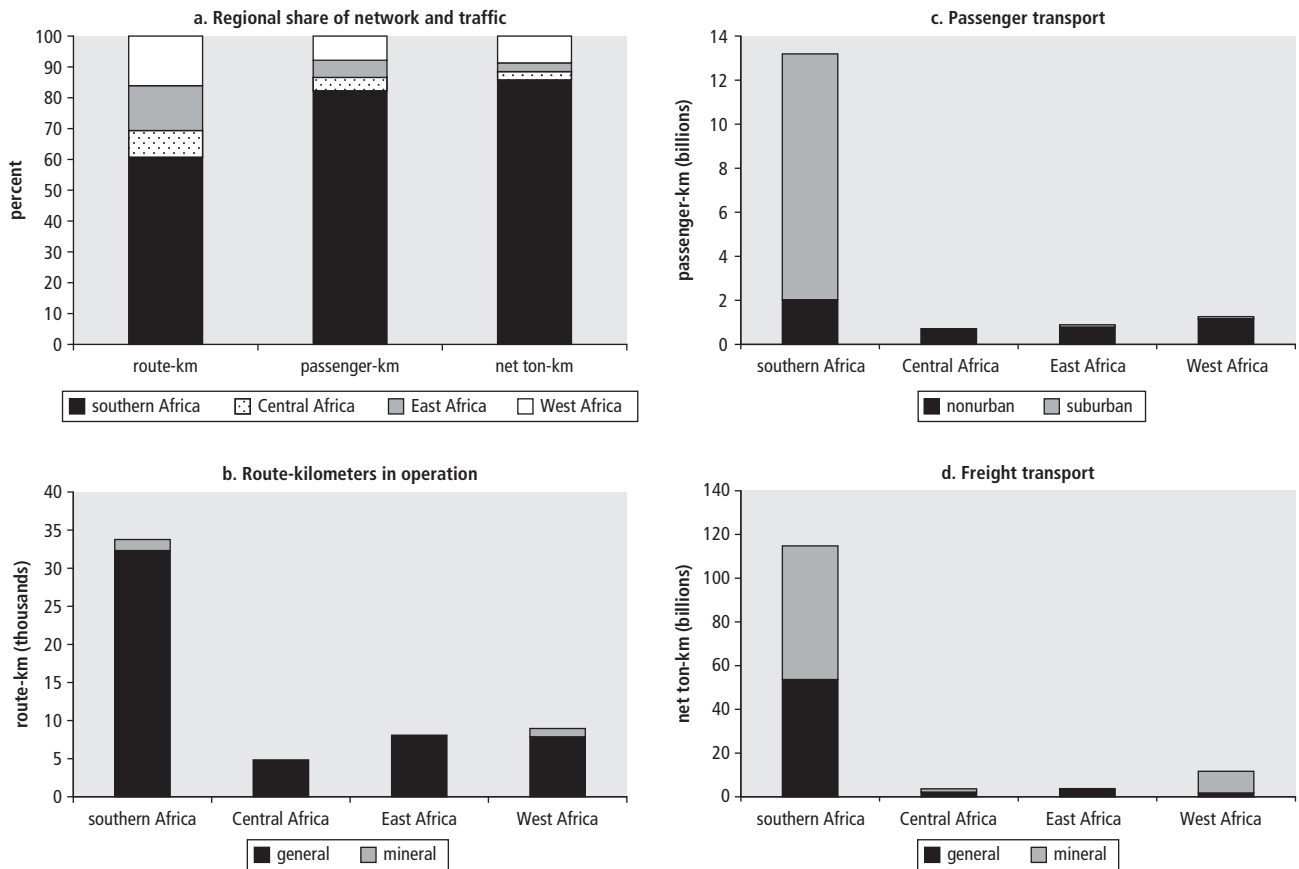 a. Regional share of network and traffic
percent
100
90
80
70
60
50
40
30
20
10
0
route-km passenger-km net ton-km
southern Africa Central Africa East Africa West Africa
b. Route-kilometers in operation
route-km (thousands)
40
35
30
25
20
15
10
5
0
southern Africa Central Africa East Africa West Africa
general mineral
c. Passenger transport
passenger-km (billions)
14
12
10
8
6
4
2
0
southern Africa Central Africa East Africa West Africa
nonurban suburban
d. Freight transport
net ton-km (billions)
140
120
100
80
60
40
20
0
southern Africa Central Africa East Africa West Africa
general mineral